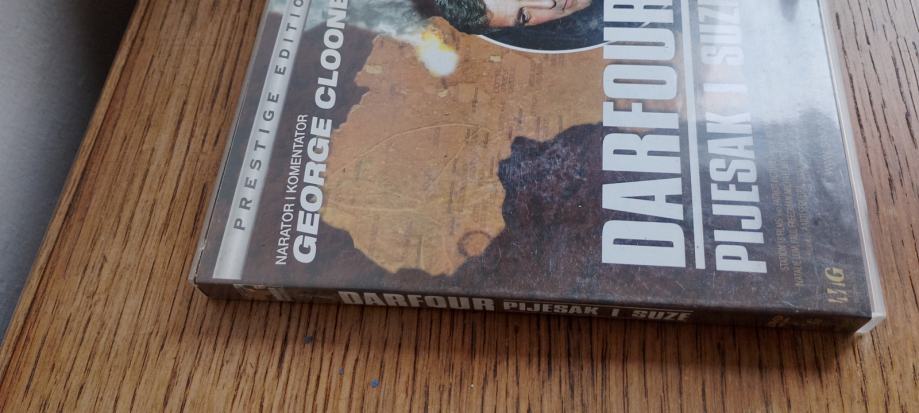 PRESTIGE EDITIO
NARATOR I KOMENTATOR
GEORGE CLOONE
DARFOUR
PIJESAK I SUZE
DARFOUR PIJESAK I SUZE